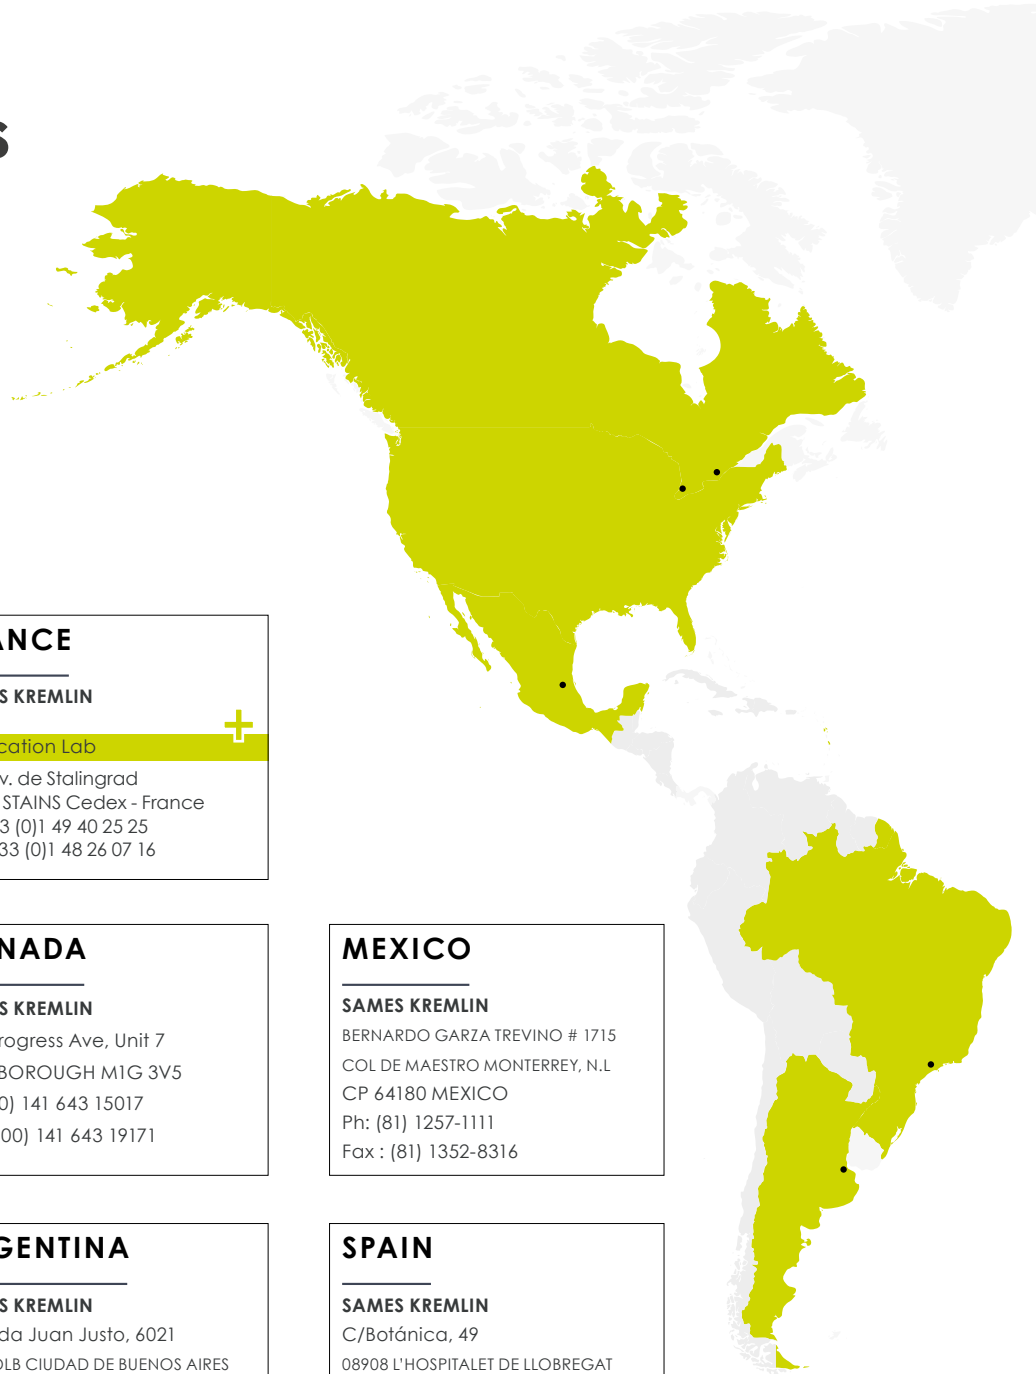 S
ANCE
S KREMLIN
cation Lab
v. de Stalingrad
STAINS Cedex - France
3 (0)1 49 40 25 25
33 (0)1 48 26 07 16
NADA
S KREMLIN
rogress Ave, Unit 7
BOROUGH M1G 3V5
0) 141 643 15017
00) 141 643 19171
MEXICO
SAMES KREMLIN
BERNARDO GARZA TREVINO # 1715
COL DE MAESTRO MONTERREY, N.L
CP 64180 MEXICO
Ph: (81) 1257-1111
Fax : (81) 1352-8316
GENTINA
S KREMLIN
da Juan Justo, 6021
OLB CIUDAD DE BUENOS AIRES
SPAIN
SAMES KREMLIN
C/Botánica, 49
08908 L'HOSPITALET DE LLOBREGAT